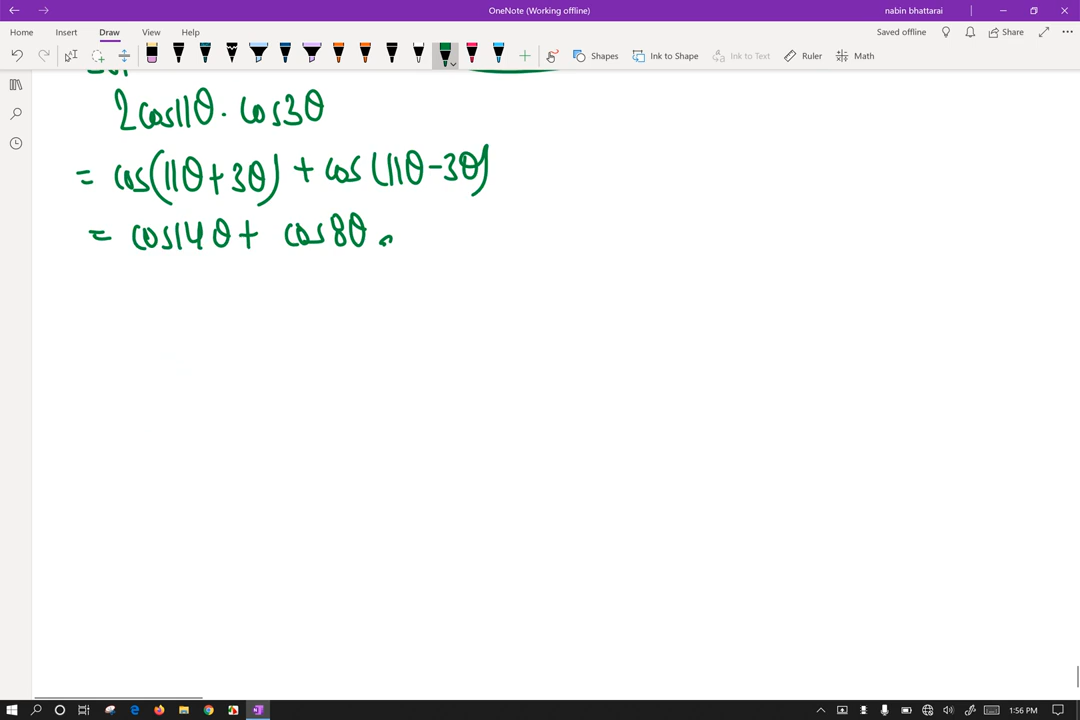 OneNote (Working offline)
nabin bhattarai
Home Insert Draw View Help
Saved offline
Share
Shapes
Ink to Shape
Ink to Text
Ruler
Math
2cos11θ · cos3θ
= cos(11θ+3θ) + cos(11θ-3θ)
= cos14θ + cos8θ.
1:56 PM